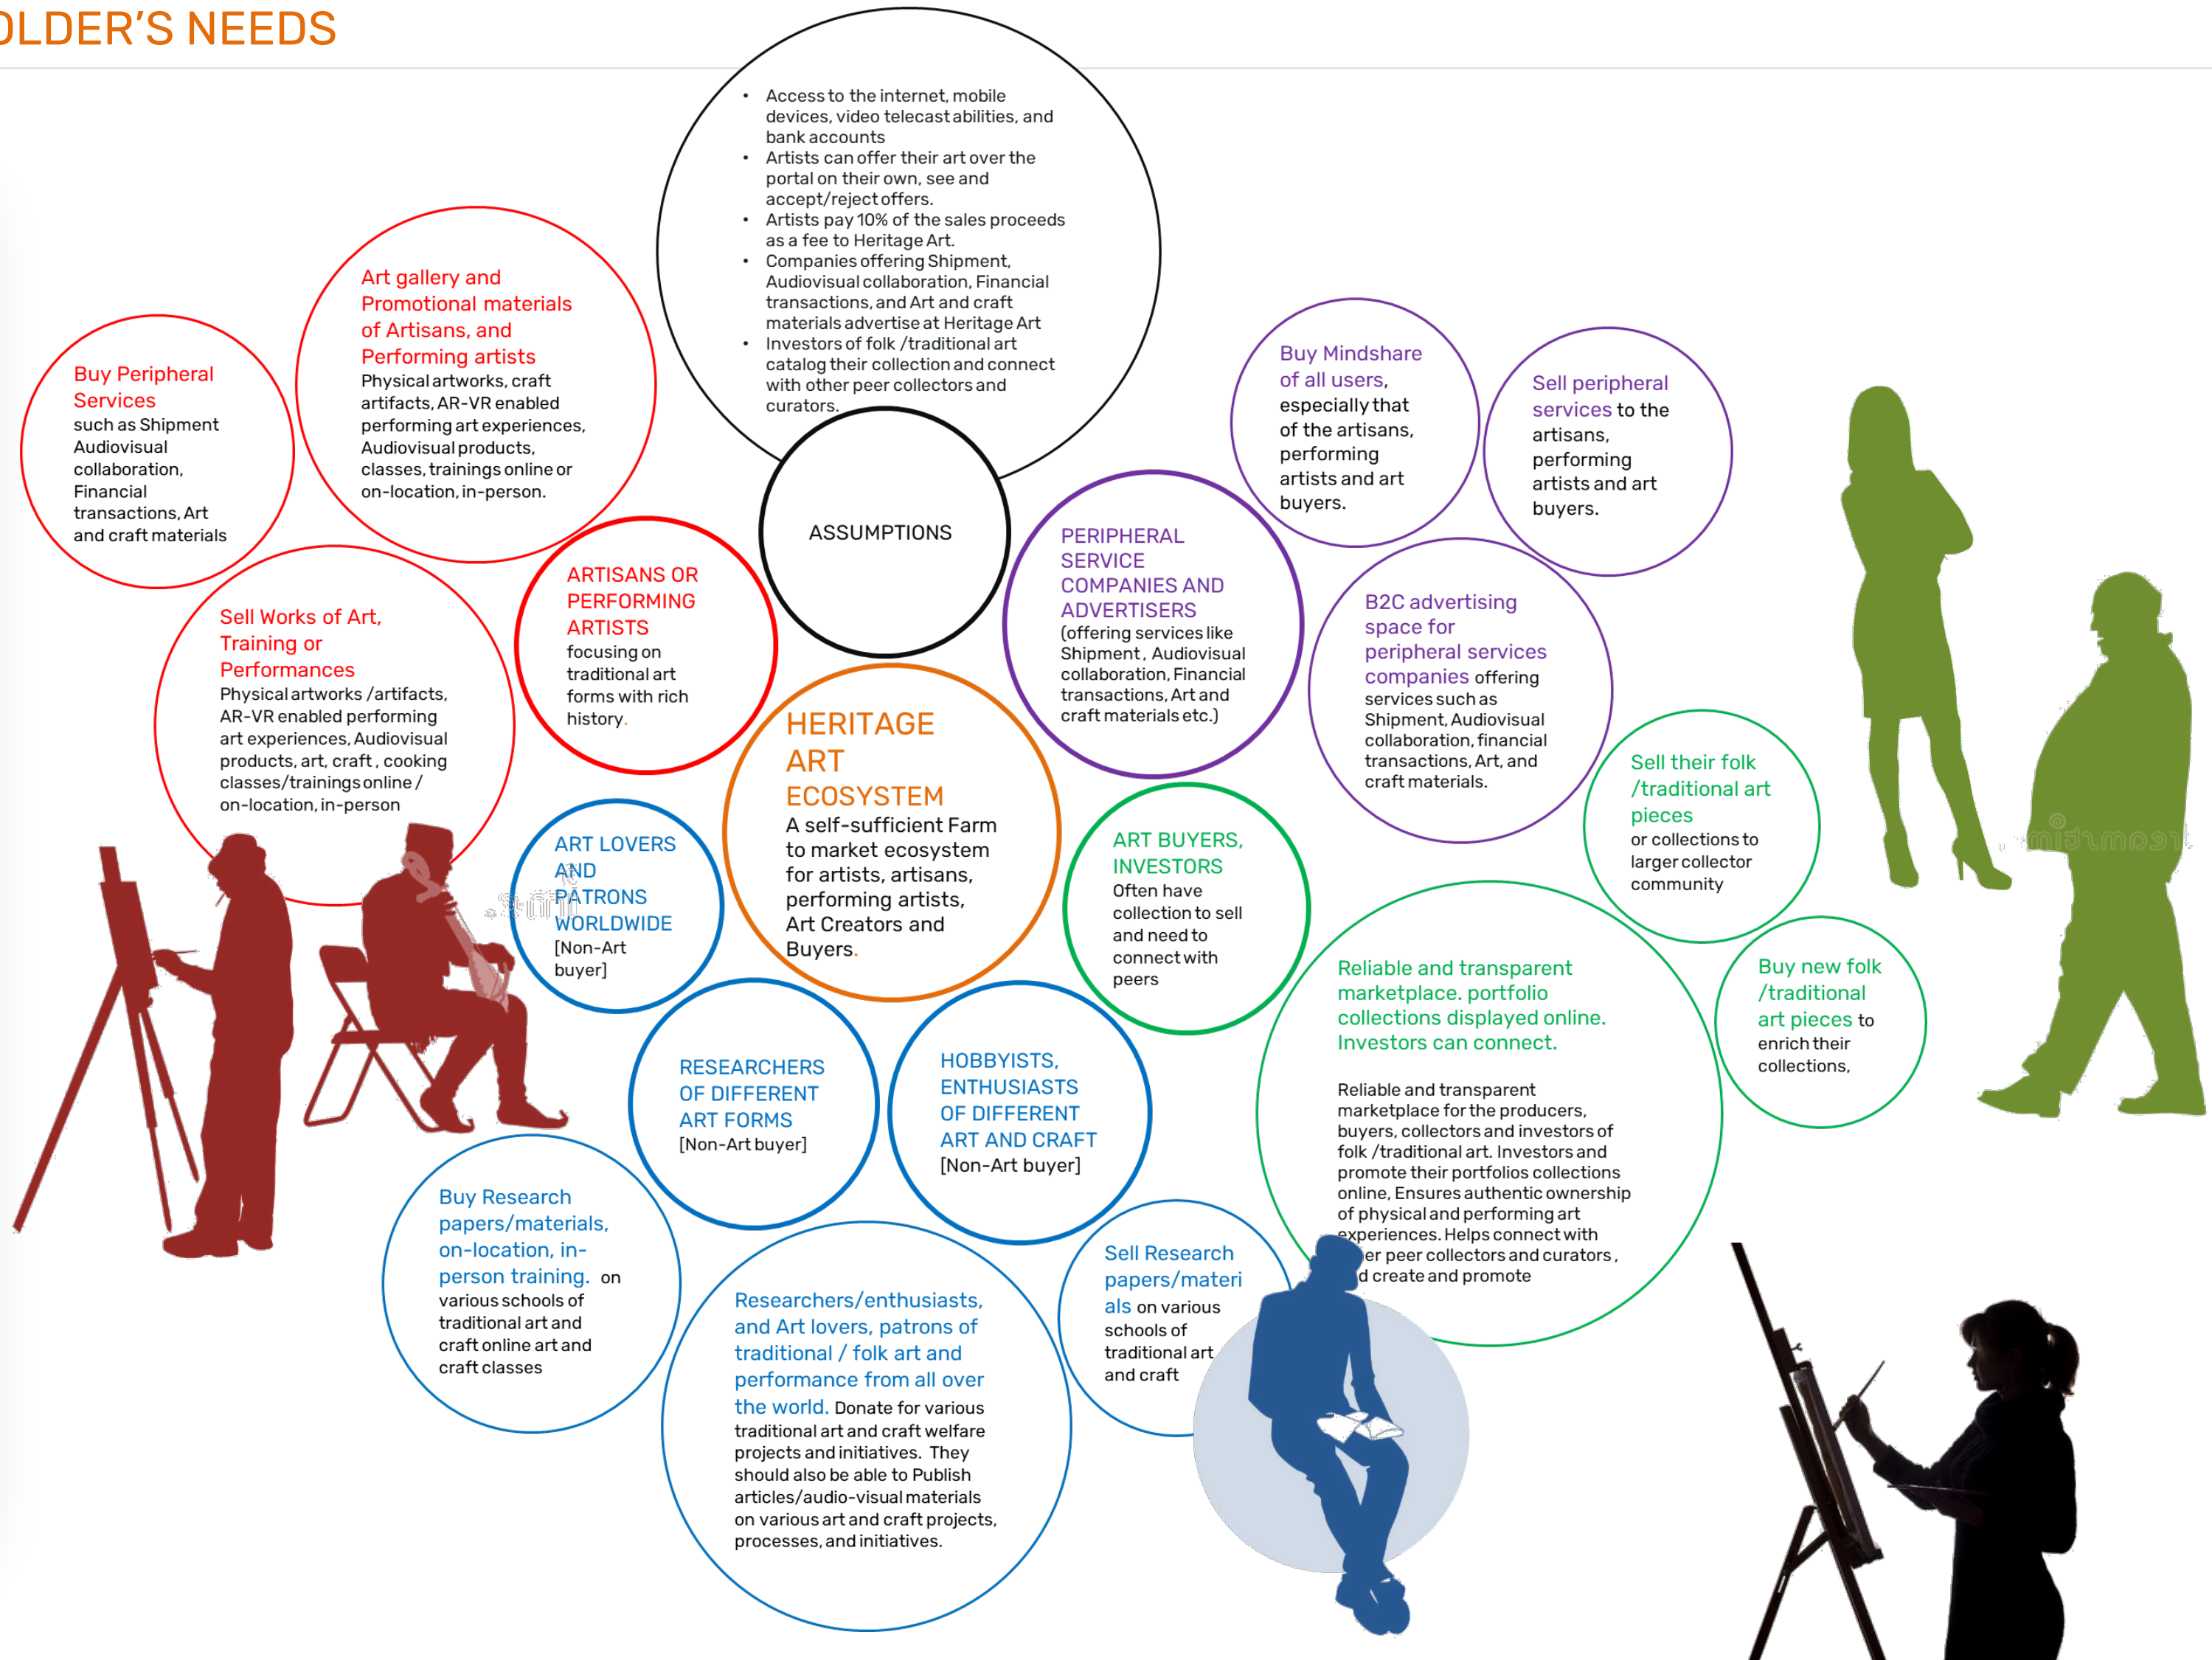 OLDER'S NEEDS
• Access to the internet, mobile
devices, video telecast abilities, and
bank accounts
• Artists can offer their art over the
portal on their own, see and
accept/reject offers.
• Artists pay 10% of the sales proceeds
as a fee to Heritage Art.
• Companies offering Shipment,
Audiovisual collaboration, Financial
transactions, and Art and craft
materials advertise at Heritage Art
• Investors of folk /traditional art
catalog their collection and connect
with other peer collectors and
curators.
ASSUMPTIONS
Art gallery and
Promotional materials
of Artisans, and
Performing artists
Physical artworks, craft
artifacts, AR-VR enabled
performing art experiences,
Audiovisual products,
classes, trainings online or
on-location, in-person.
Buy Peripheral
Services
such as Shipment
Audiovisual
collaboration,
Financial
transactions, Art
and craft materials
Sell Works of Art,
Training or
Performances
Physical artworks /artifacts,
AR-VR enabled performing
art experiences, Audiovisual
products, art, craft , cooking
classes/trainings online /
on-location, in-person
ARTISANS OR
PERFORMING
ARTISTS
focusing on
traditional art
forms with rich
history.
PERIPHERAL
SERVICE
COMPANIES AND
ADVERTISERS
(offering services like
Shipment , Audiovisual
collaboration, Financial
transactions, Art and
craft materials etc.)
Buy Mindshare
of all users,
especially that
of the artisans,
performing
artists and art
buyers.
Sell peripheral
services to the
artisans,
performing
artists and art
buyers.
B2C advertising
space for
peripheral services
companies offering
services such as
Shipment, Audiovisual
collaboration, financial
transactions, Art, and
craft materials.
HERITAGE
ART
ECOSYSTEM
A self-sufficient Farm
to market ecosystem
for artists, artisans,
performing artists,
Art Creators and
Buyers.
ART LOVERS
AND
PATRONS
WORLDWIDE
[Non-Art
buyer]
ART BUYERS,
INVESTORS
Often have
collection to sell
and need to
connect with
peers
Sell their folk
/traditional art
pieces
or collections to
larger collector
community
Buy new folk
/traditional
art pieces to
enrich their
collections,
Reliable and transparent
marketplace. portfolio
collections displayed online.
Investors can connect.
Reliable and transparent
marketplace for the producers,
buyers, collectors and investors of
folk /traditional art. Investors and
promote their portfolios collections
online, Ensures authentic ownership
of physical and performing art
experiences. Helps connect with
er peer collectors and curators ,
d create and promote
RESEARCHERS
OF DIFFERENT
ART FORMS
[Non-Art buyer]
HOBBYISTS,
ENTHUSIASTS
OF DIFFERENT
ART AND CRAFT
[Non-Art buyer]
Buy Research
papers/materials,
on-location, in-
person training. on
various schools of
traditional art and
craft online art and
craft classes
Researchers/enthusiasts,
and Art lovers, patrons of
traditional / folk art and
performance from all over
the world. Donate for various
traditional art and craft welfare
projects and initiatives. They
should also be able to Publish
articles/audio-visual materials
on various art and craft projects,
processes, and initiatives.
Sell Research
papers/materi
als on various
schools of
traditional art
and craft